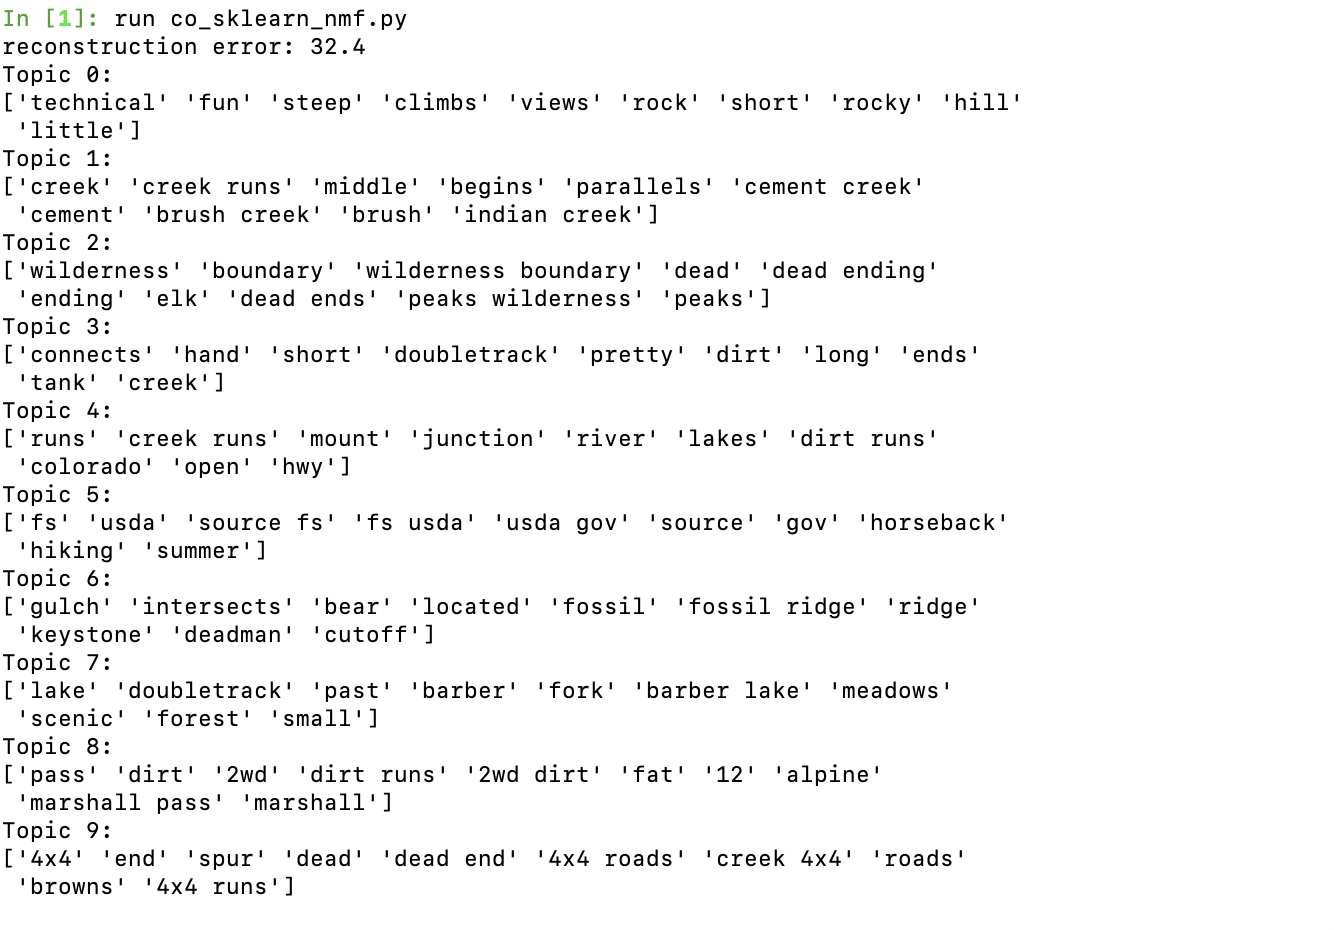 In [1]: run co_sklearn_nmf.py
reconstruction error: 32.4
Topic 0:
['technical' 'fun' 'steep' 'climbs' 'views' 'rock' 'short' 'rocky' 'hill'
 'little']
Topic 1:
['creek' 'creek runs' 'middle' 'begins' 'parallels' 'cement creek'
 'cement' 'brush creek' 'brush' 'indian creek']
Topic 2:
['wilderness' 'boundary' 'wilderness boundary' 'dead' 'dead ending'
 'ending' 'elk' 'dead ends' 'peaks wilderness' 'peaks']
Topic 3:
['connects' 'hand' 'short' 'doubletrack' 'pretty' 'dirt' 'long' 'ends'
 'tank' 'creek']
Topic 4:
['runs' 'creek runs' 'mount' 'junction' 'river' 'lakes' 'dirt runs'
 'colorado' 'open' 'hwy']
Topic 5:
['fs' 'usda' 'source fs' 'fs usda' 'usda gov' 'source' 'gov' 'horseback'
 'hiking' 'summer']
Topic 6:
['gulch' 'intersects' 'bear' 'located' 'fossil' 'fossil ridge' 'ridge'
 'keystone' 'deadman' 'cutoff']
Topic 7:
['lake' 'doubletrack' 'past' 'barber' 'fork' 'barber lake' 'meadows'
 'scenic' 'forest' 'small']
Topic 8:
['pass' 'dirt' '2wd' 'dirt runs' '2wd dirt' 'fat' '12' 'alpine'
 'marshall pass' 'marshall']
Topic 9:
['4x4' 'end' 'spur' 'dead' 'dead end' '4x4 roads' 'creek 4x4' 'roads'
 'browns' '4x4 runs']